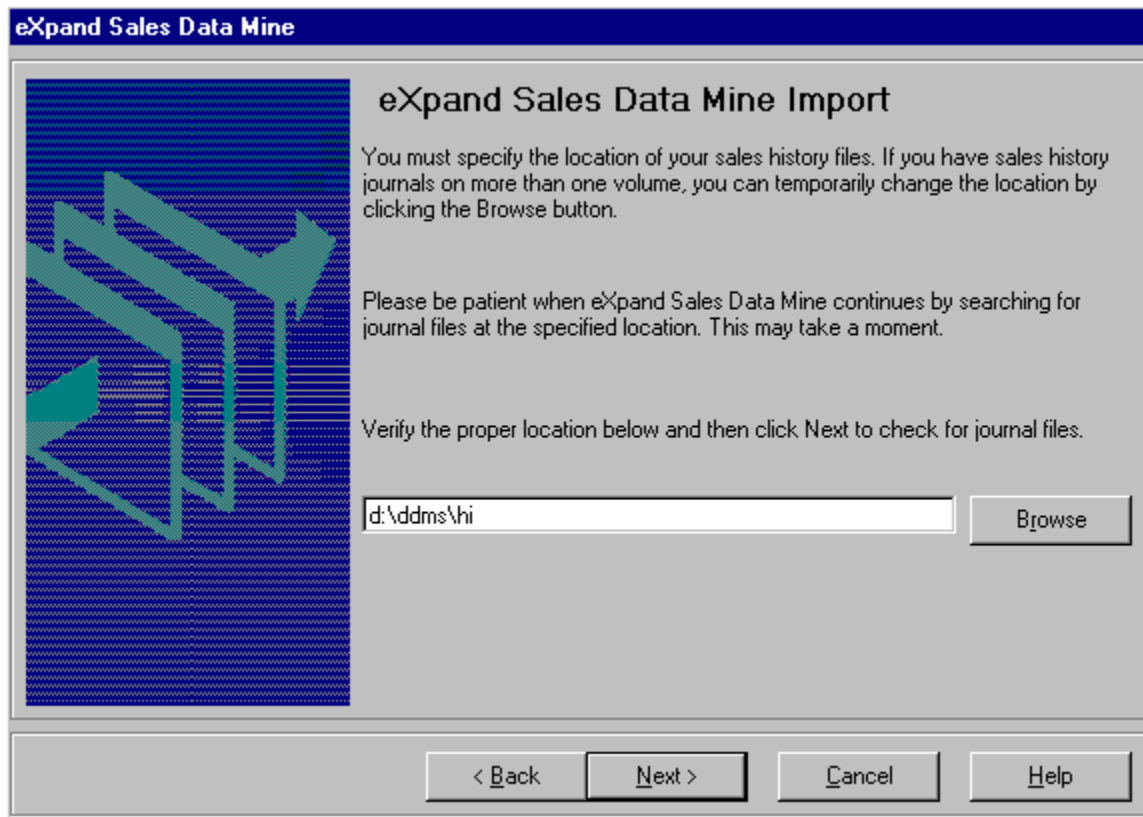 eXpand Sales Data Mine
eXpand Sales Data Mine Import
You must specify the location of your sales history files. If you have sales history
journals on more than one volume, you can temporarily change the location by
clicking the Browse button.
Please be patient when eXpand Sales Data Mine continues by searching for
journal files at the specified location. This may take a moment.
Verify the proper location below and then click Next to check for journal files.
d:\ddms\hi
Browse
< Back
Next >
Cancel
Help